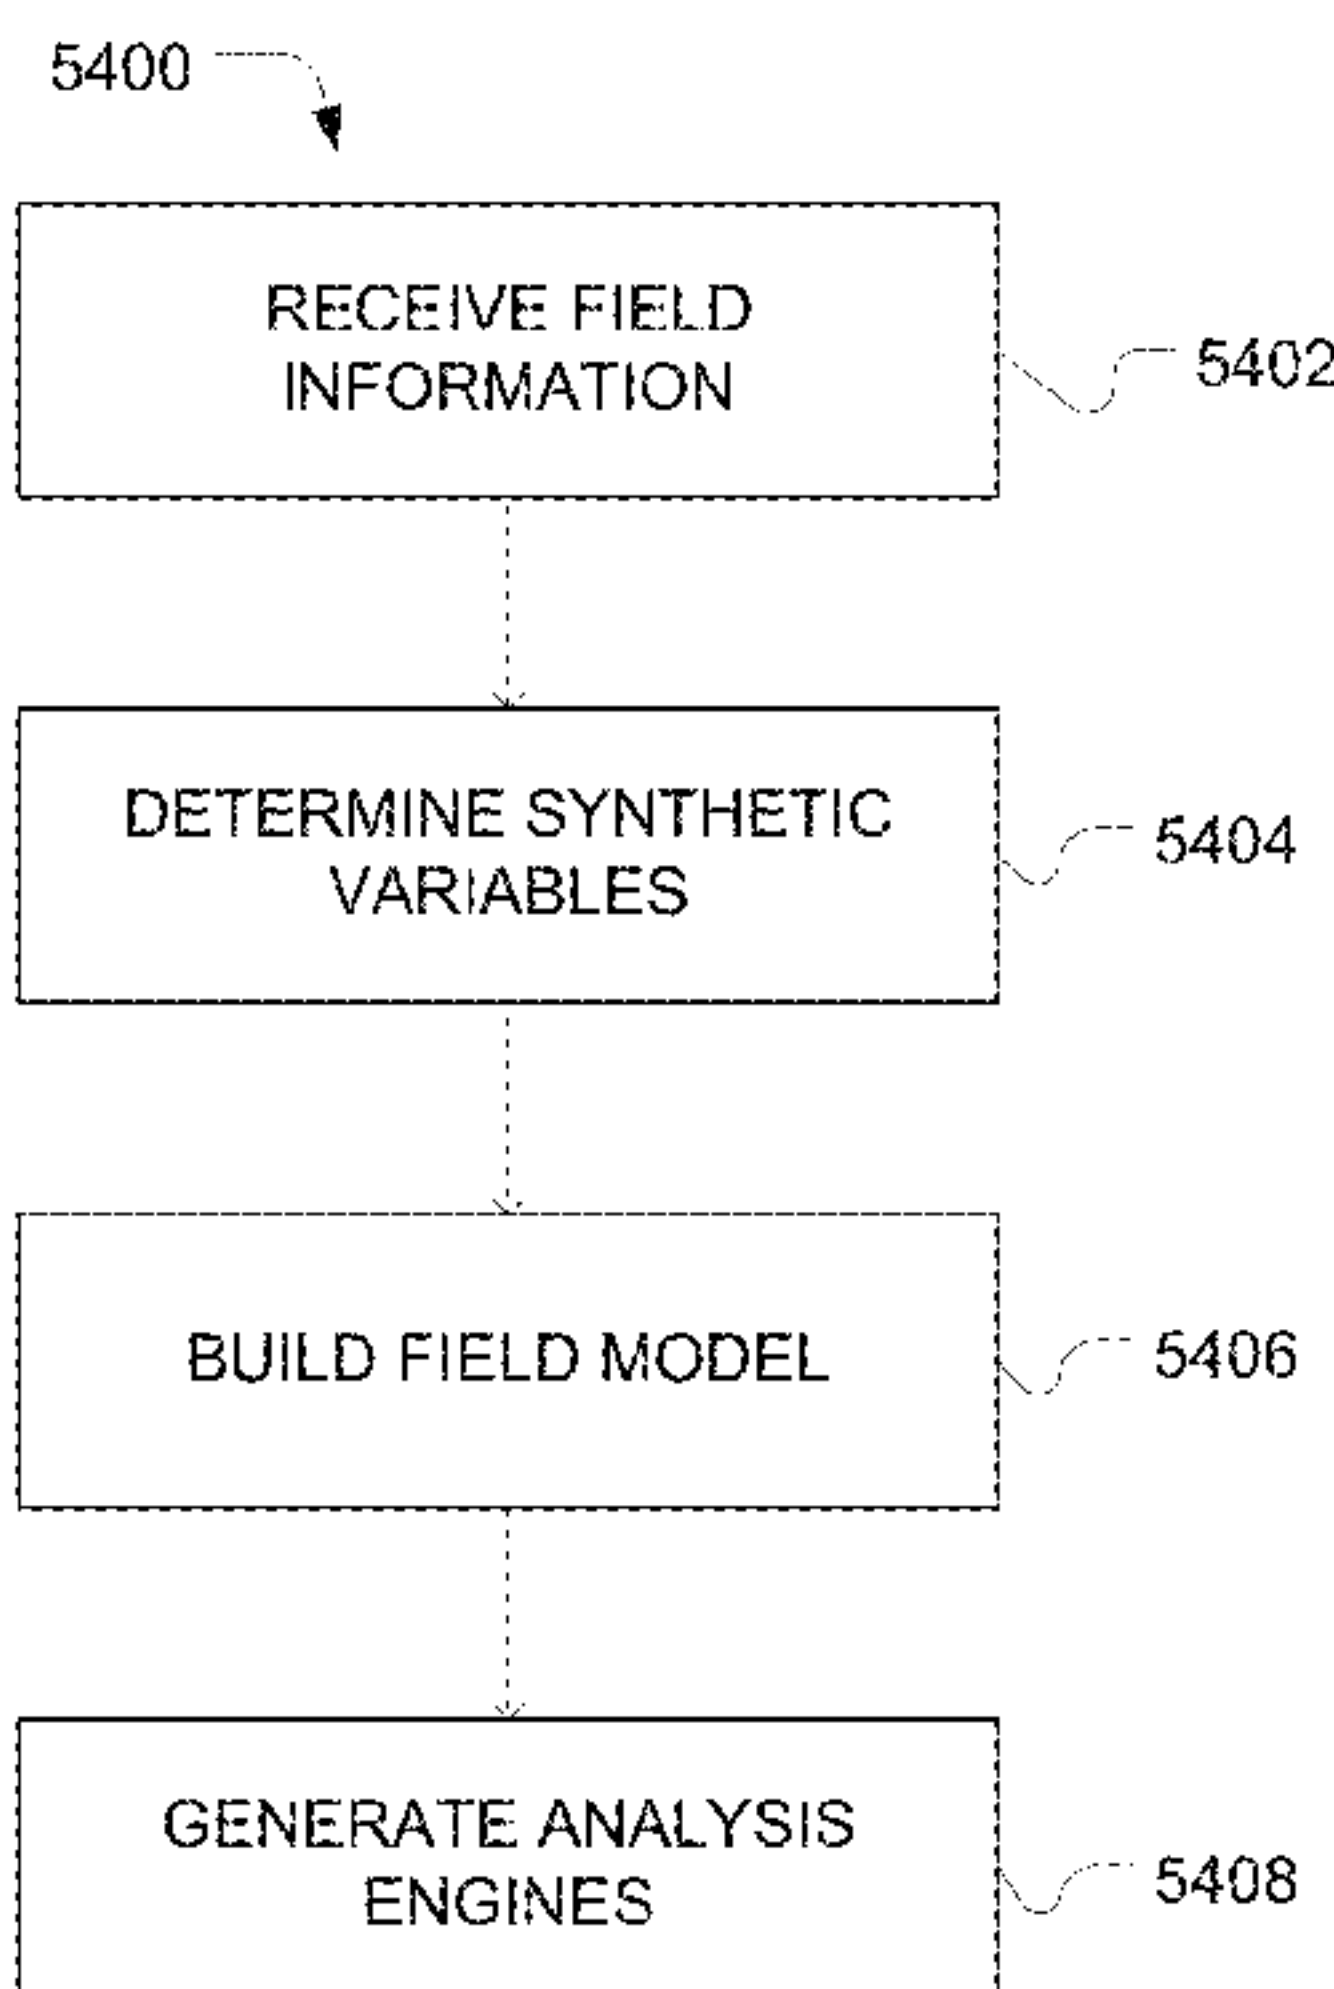 5400
RECEIVE FIELD
INFORMATION
5402
DETERMINE SYNTHETIC
VARIABLES
5404
BUILD FIELD MODEL
5406
GENERATE ANALYSIS
ENGINES
5408